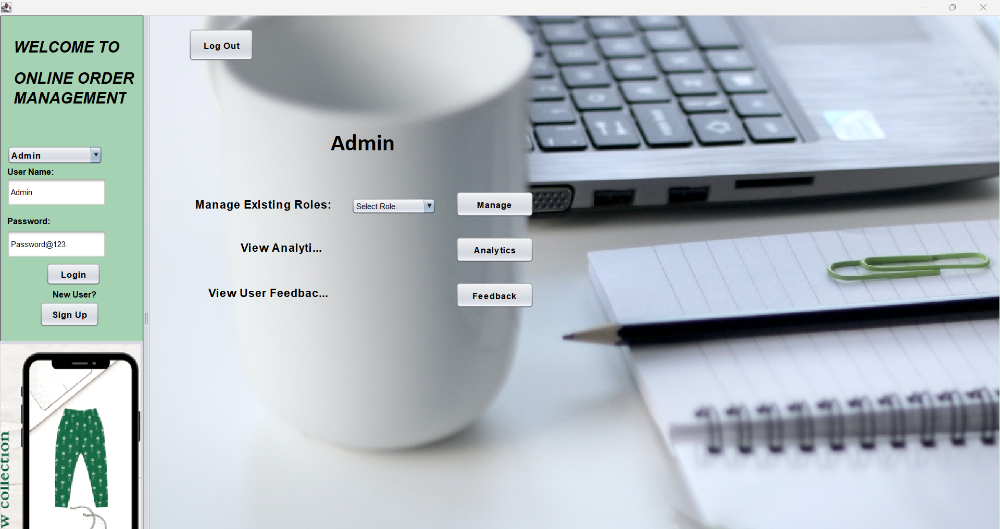 WELCOME TO
ONLINE ORDER
MANAGEMENT
Admin
User Name:
Admin
Password:
Password@123
Login
New User?
Sign Up
w collection
Log Out
Admin
Manage Existing Roles:
Select Role
Manage
View Analyti...
Analytics
View User Feedbac...
Feedback